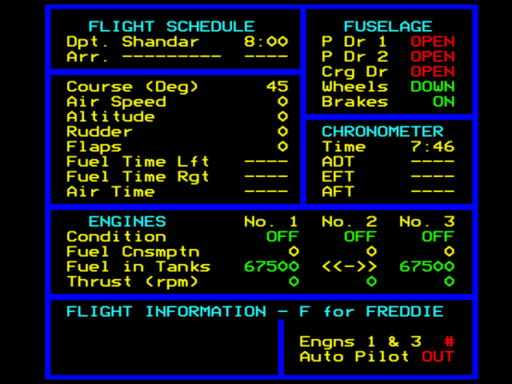 FLIGHT SCHEDULE
Dpt. Shandar 8:00
Arr. --------- ----
FUSELAGE
P Dr 1 OPEN
P Dr 2 OPEN
Crg Dr OPEN
Wheels DOWN
Brakes ON
Course (Deg) 45
Air Speed 0
Altitude 0
Rudder 0
Flaps 0
Fuel Time Lft ----
Fuel Time Rgt ----
Air Time ----
CHRONOMETER
Time 7:46
ADT ----
EFT ----
AFT ----
ENGINES No. 1 No. 2 No. 3
Condition OFF OFF OFF
Fuel Cnsmptn 0 0 0
Fuel in Tanks 67500 <<->> 67500
Thrust (rpm) 0 0 0
FLIGHT INFORMATION - F for FREDDIE
Engns 1 & 3 #
Auto Pilot OUT